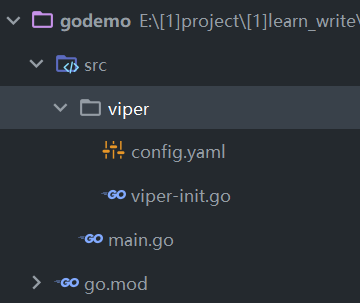 godemo E:\[1]project\[1]learn_write\
src
viper
config.yaml
viper-init.go
main.go
go.mod